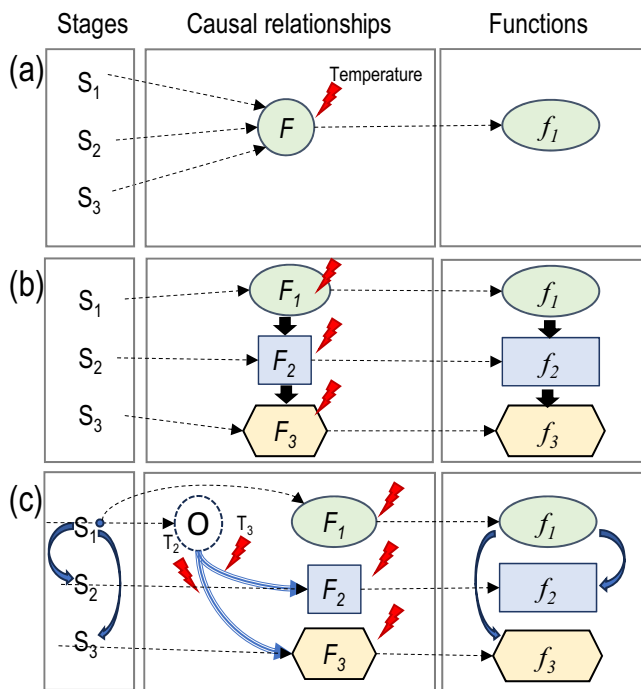 Stages Causal relationships Functions
(a)
S₁ Temperature
S₂ F f₁
S₃
(b)
S₁ F₁ f₁
S₂ F₂ f₂
S₃ F₃ f₃
(c)
S₁ T₂ O T₃ F₁ f₁
S₂ F₂ f₂
S₃ F₃ f₃